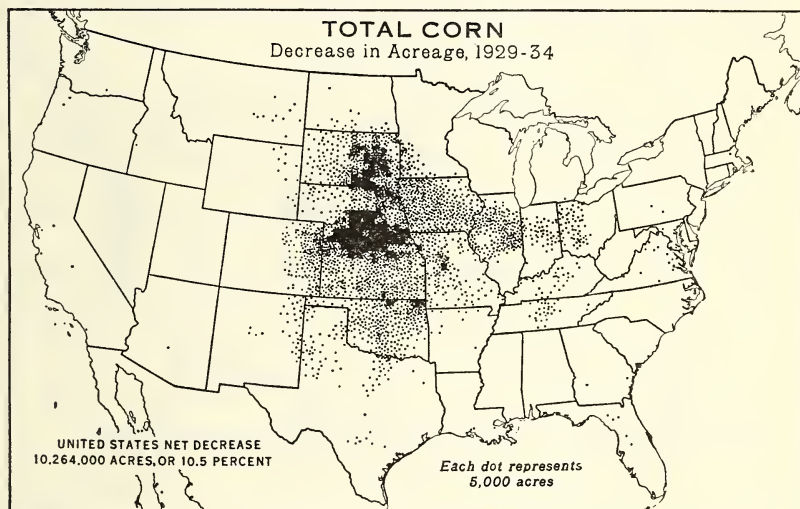 TOTAL CORN
Decrease in Acreage, 1929-34
UNITED STATES NET DECREASE
10,264,000 ACRES, OR 10.5 PERCENT
Each dot represents
5,000 acres